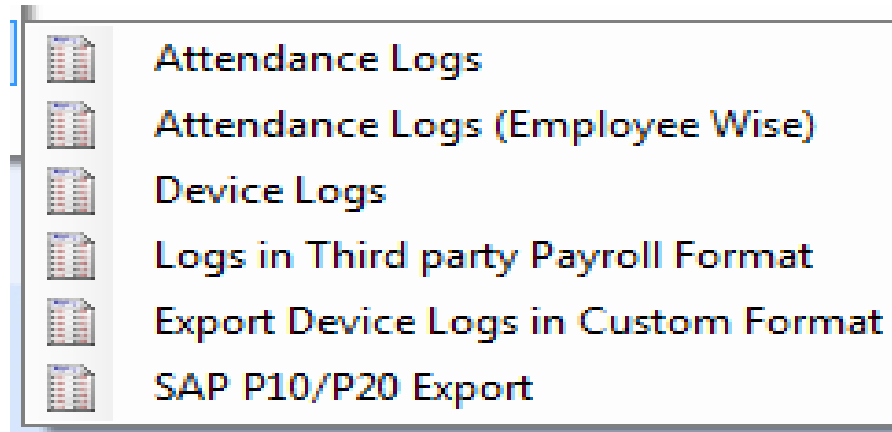 Attendance Logs
Attendance Logs (Employee Wise)
Device Logs
Logs in Third party Payroll Format
Export Device Logs in Custom Format
SAP P10/P20 Export